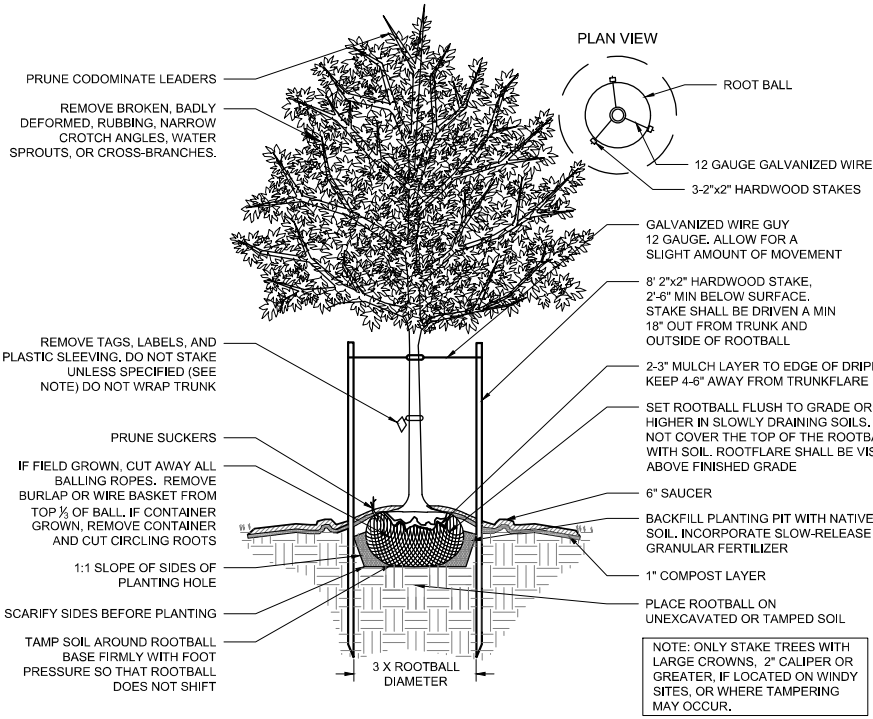 PLAN VIEW
PRUNE CODOMINATE LEADERS
REMOVE BROKEN, BADLY
DEFORMED, RUBBING, NARROW
CROTCH ANGLES, WATER
SPROUTS, OR CROSS-BRANCHES.
ROOT BALL
12 GAUGE GALVANIZED WIRE
3-2"x2" HARDWOOD STAKES
GALVANIZED WIRE GUY
12 GAUGE. ALLOW FOR A
SLIGHT AMOUNT OF MOVEMENT
8' 2"x2" HARDWOOD STAKE,
2'-6" MIN BELOW SURFACE.
STAKE SHALL BE DRIVEN A MIN
18" OUT FROM TRUNK AND
OUTSIDE OF ROOTBALL
REMOVE TAGS, LABELS, AND
PLASTIC SLEEVING. DO NOT STAKE
UNLESS SPECIFIED (SEE
NOTE) DO NOT WRAP TRUNK
2-3" MULCH LAYER TO EDGE OF
KEEP 4-6" AWAY FROM TRUNKFLARE
SET ROOTBALL FLUSH TO GRADE OR
HIGHER IN SLOWLY DRAINING SOILS.
NOT COVER THE TOP OF THE
WITH SOIL. ROOTFLARE SHALL BE
ABOVE FINISHED GRADE
PRUNE SUCKERS
IF FIELD GROWN, CUT AWAY ALL
BALLING ROPES. REMOVE
BURLAP OR WIRE BASKET FROM
TOP ⅓ OF BALL. IF CONTAINER
GROWN, REMOVE CONTAINER
AND CUT CIRCLING ROOTS
6" SAUCER
BACKFILL PLANTING PIT WITH NATIVE
SOIL. INCORPORATE SLOW-RELEASE
GRANULAR FERTILIZER
1:1 SLOPE OF SIDES OF
PLANTING HOLE
1" COMPOST LAYER
SCARIFY SIDES BEFORE PLANTING
PLACE ROOTBALL ON
UNEXCAVATED OR TAMPED SOIL
TAMP SOIL AROUND ROOTBALL
BASE FIRMLY WITH FOOT
PRESSURE SO THAT ROOTBALL
DOES NOT SHIFT
3 X ROOTBALL
DIAMETER
NOTE: ONLY STAKE TREES WITH
LARGE CROWNS, 2" CALIPER OR
GREATER, IF LOCATED ON WINDY
SITES, OR WHERE TAMPERING
MAY OCCUR.